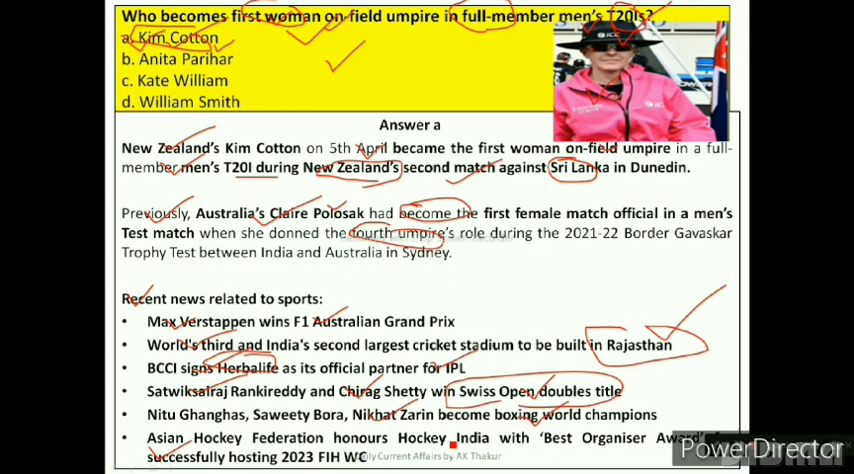 Who becomes first woman on-field umpire in full-member men's T20Is?
a. Kim Cotton
b. Anita Parihar
c. Kate William
d. William Smith
ICC
ICC
Answer a
New Zealand's Kim Cotton on 5th April became the first woman on-field umpire in a full-
member men's T20I during New Zealand's second match against Sri Lanka in Dunedin.
Previously, Australia's Claire Polosak had become the first female match official in a men's
Test match when she donned the fourth umpire's role during the 2021-22 Border Gavaskar
Trophy Test between India and Australia in Sydney.
Recent news related to sports:
• Max Verstappen wins F1 Australian Grand Prix
• World's third and India's second largest cricket stadium to be built in Rajasthan
• BCCI signs Herbalife as its official partner for IPL
• Satwiksairaj Rankireddy and Chirag Shetty win Swiss Open doubles title
• Nitu Ghanghas, Saweety Bora, Nikhat Zarin become boxing world champions
• Asian Hockey Federation honours Hockey India with 'Best Organiser Award'
successfully hosting 2023 FIH WC
Current Affairs by AK Thakur
PowerDirector